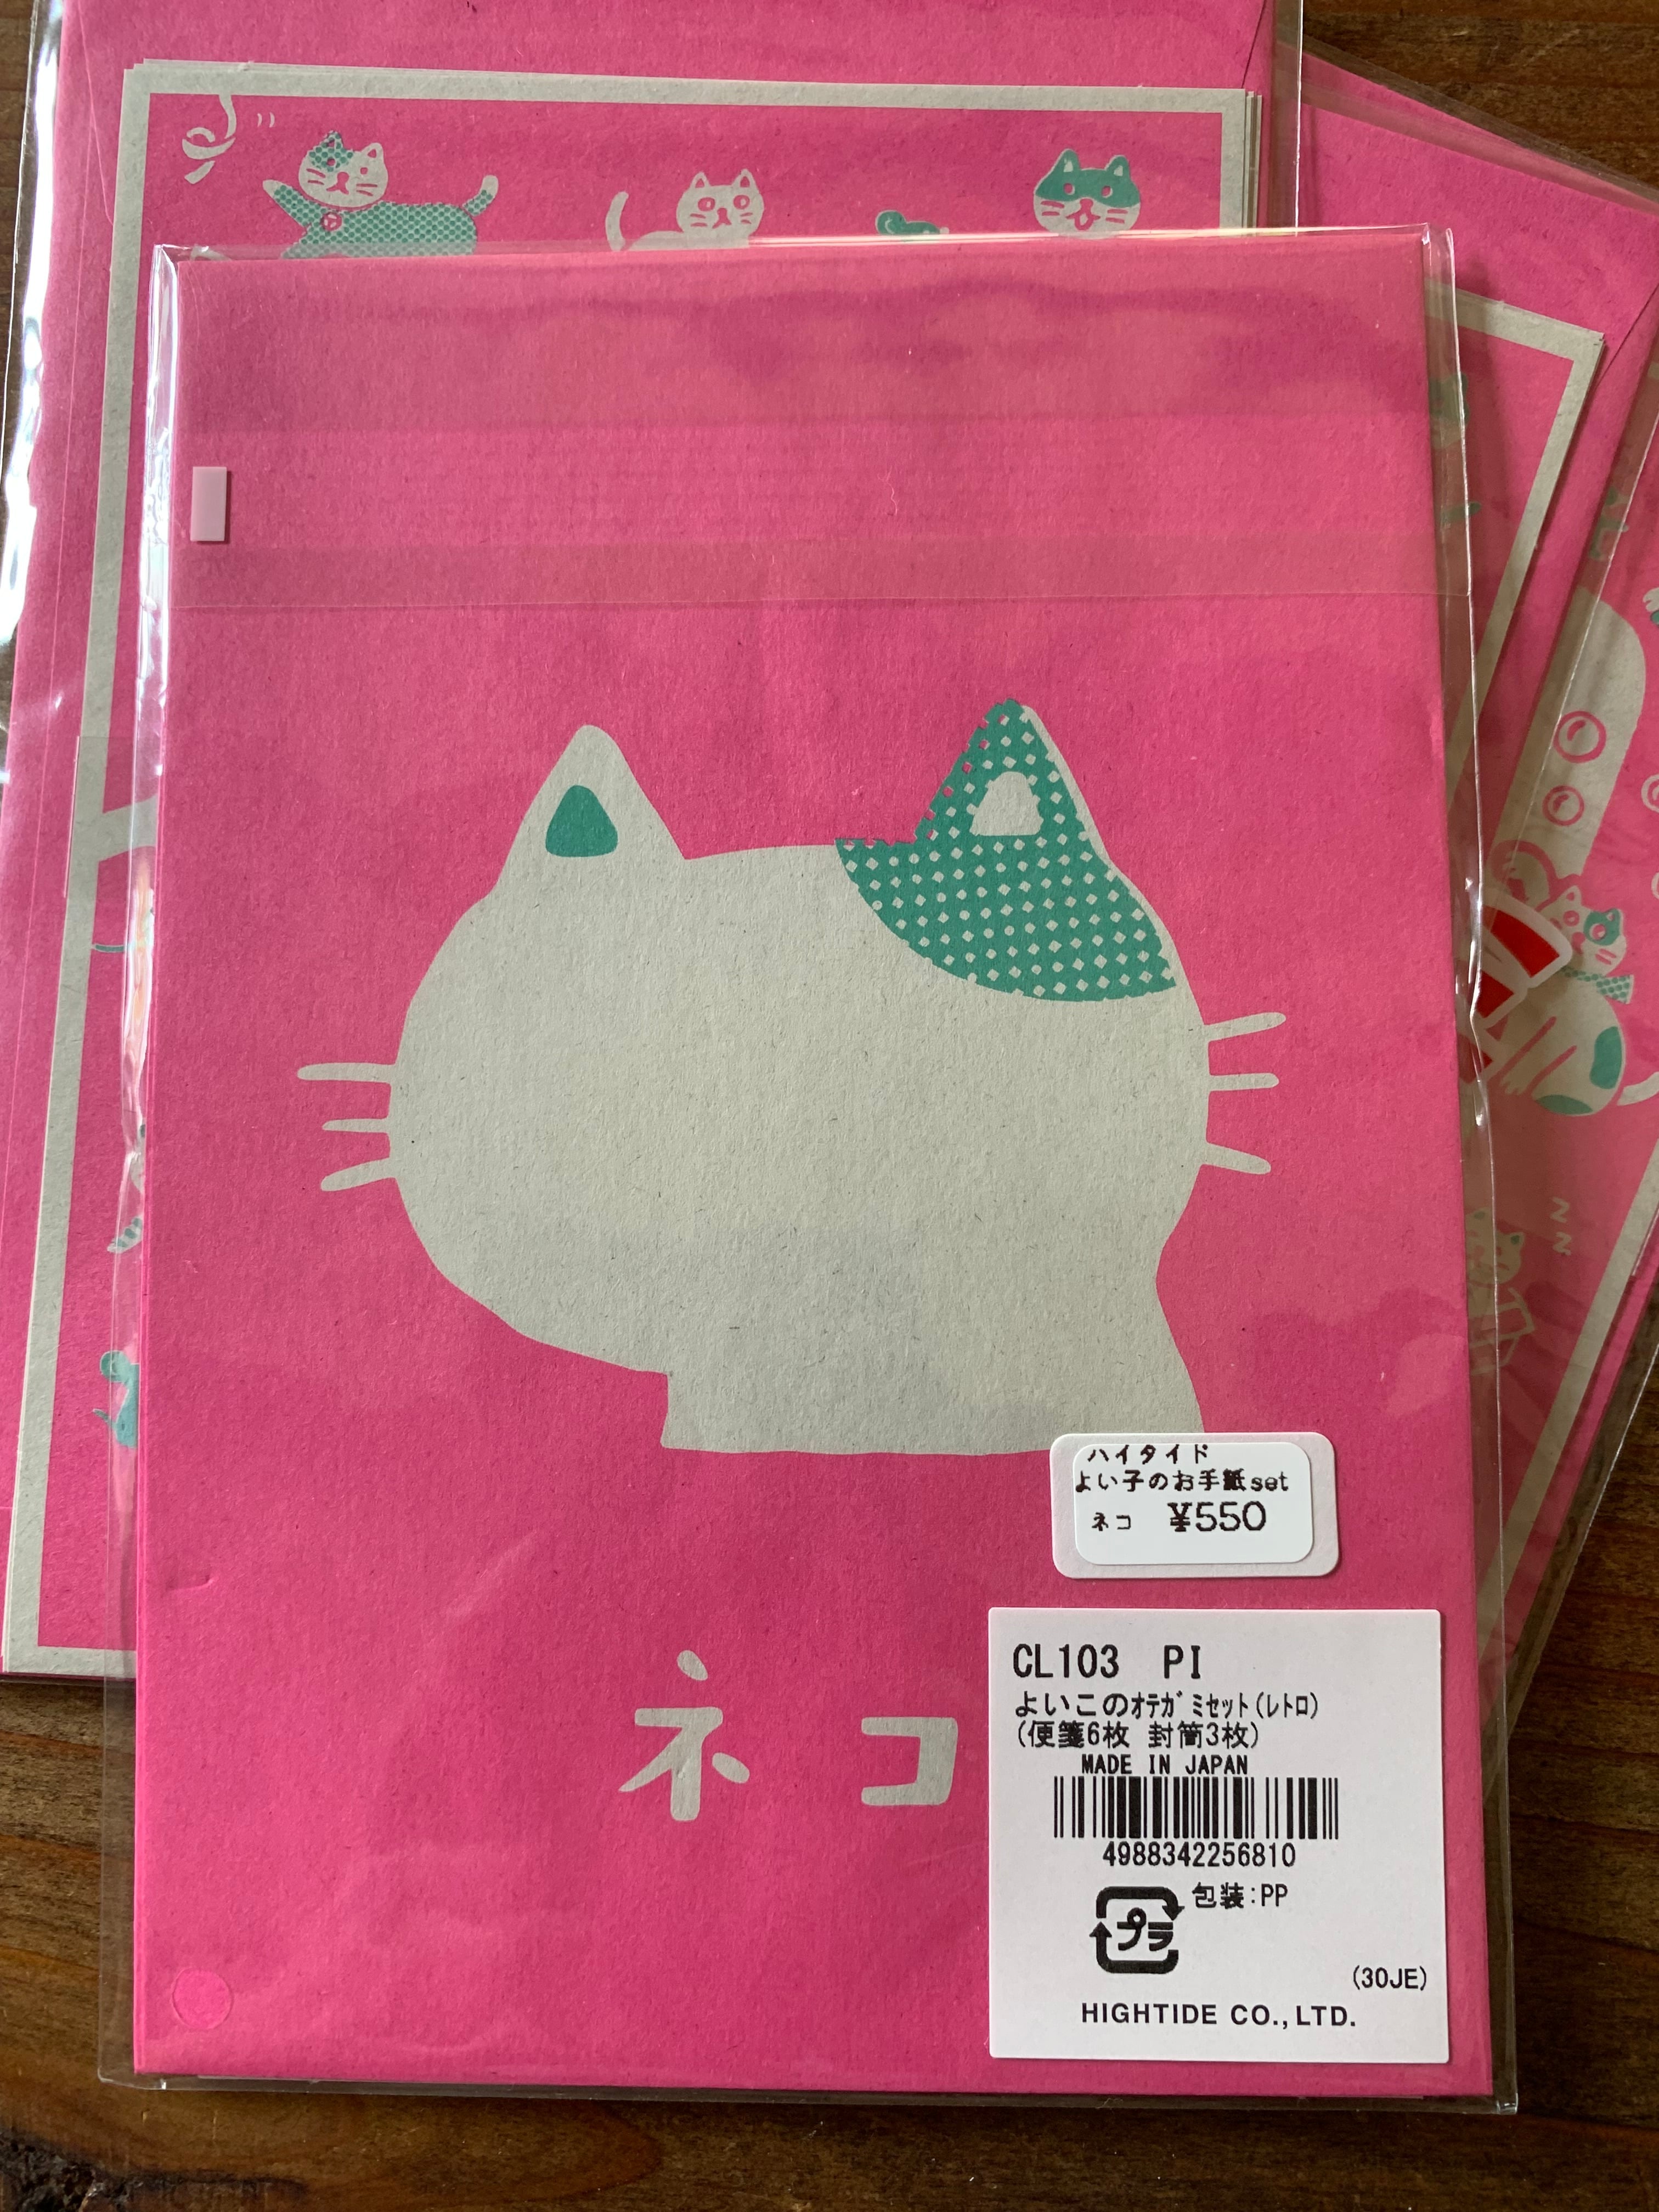 Z
Z
ハイタイド
よい子のお手紙set
ネコ ¥550
ネコ
CL103 PI
よいこのｵﾃｶﾞﾐｾｯﾄ(ﾚﾄﾛ)
(便箋6枚 封筒3枚)
MADE IN JAPAN
4988342256810
プラ 包装:PP
(30JE)
HIGHTIDE CO.,LTD.